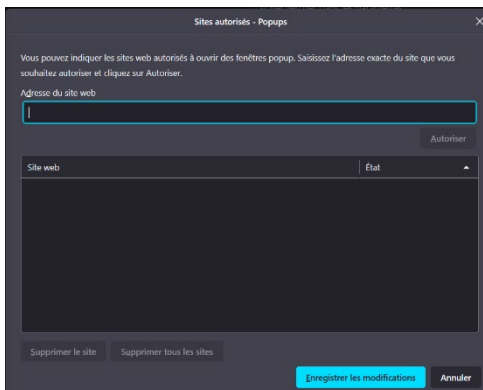 Sites autorisés - Popups
Vous pouvez indiquer les sites web autorisés à ouvrir des fenêtres popup. Saisissez l'adresse exacte du site que vous
souhaitez autoriser et cliquez sur Autoriser.
Adresse du site web
Autoriser
Site web État
Supprimer le site Supprimer tous les sites
Enregistrer les modifications Annuler